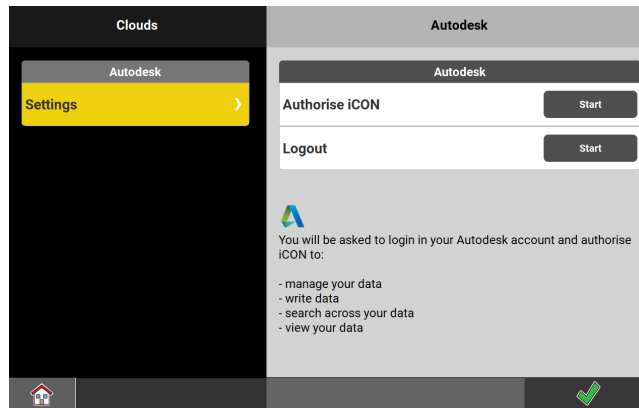 Clouds
Autodesk
Settings
Autodesk
Autodesk
Authorise iCON
Start
Logout
Start
You will be asked to login in your Autodesk account and authorise
iCON to:
- manage your data
- write data
- search across your data
- view your data